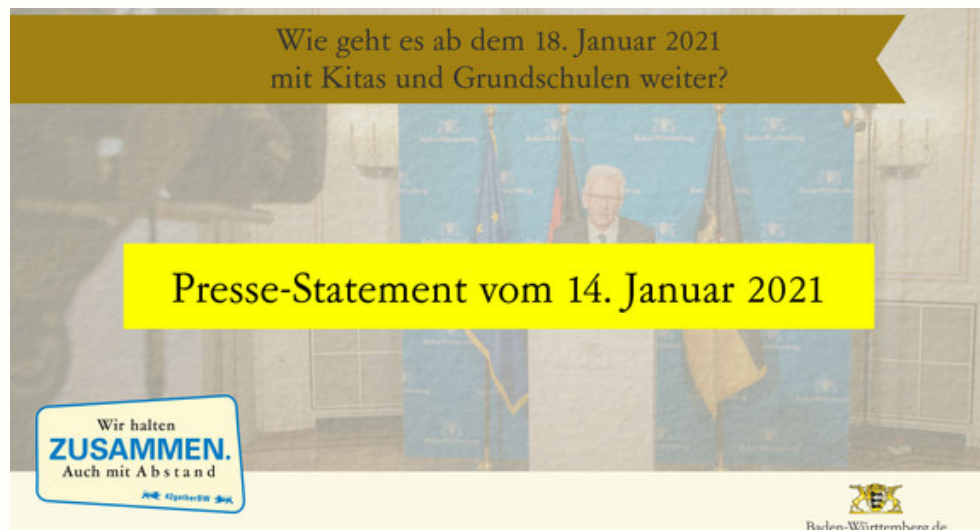 Wie geht es ab dem 18. Januar 2021
mit Kitas und Grundschulen weiter?
Presse-Statement vom 14. Januar 2021
Wir halten
ZUSAMMEN.
Auch mit Abstand
#2getherBW
Baden-Württemberg.de